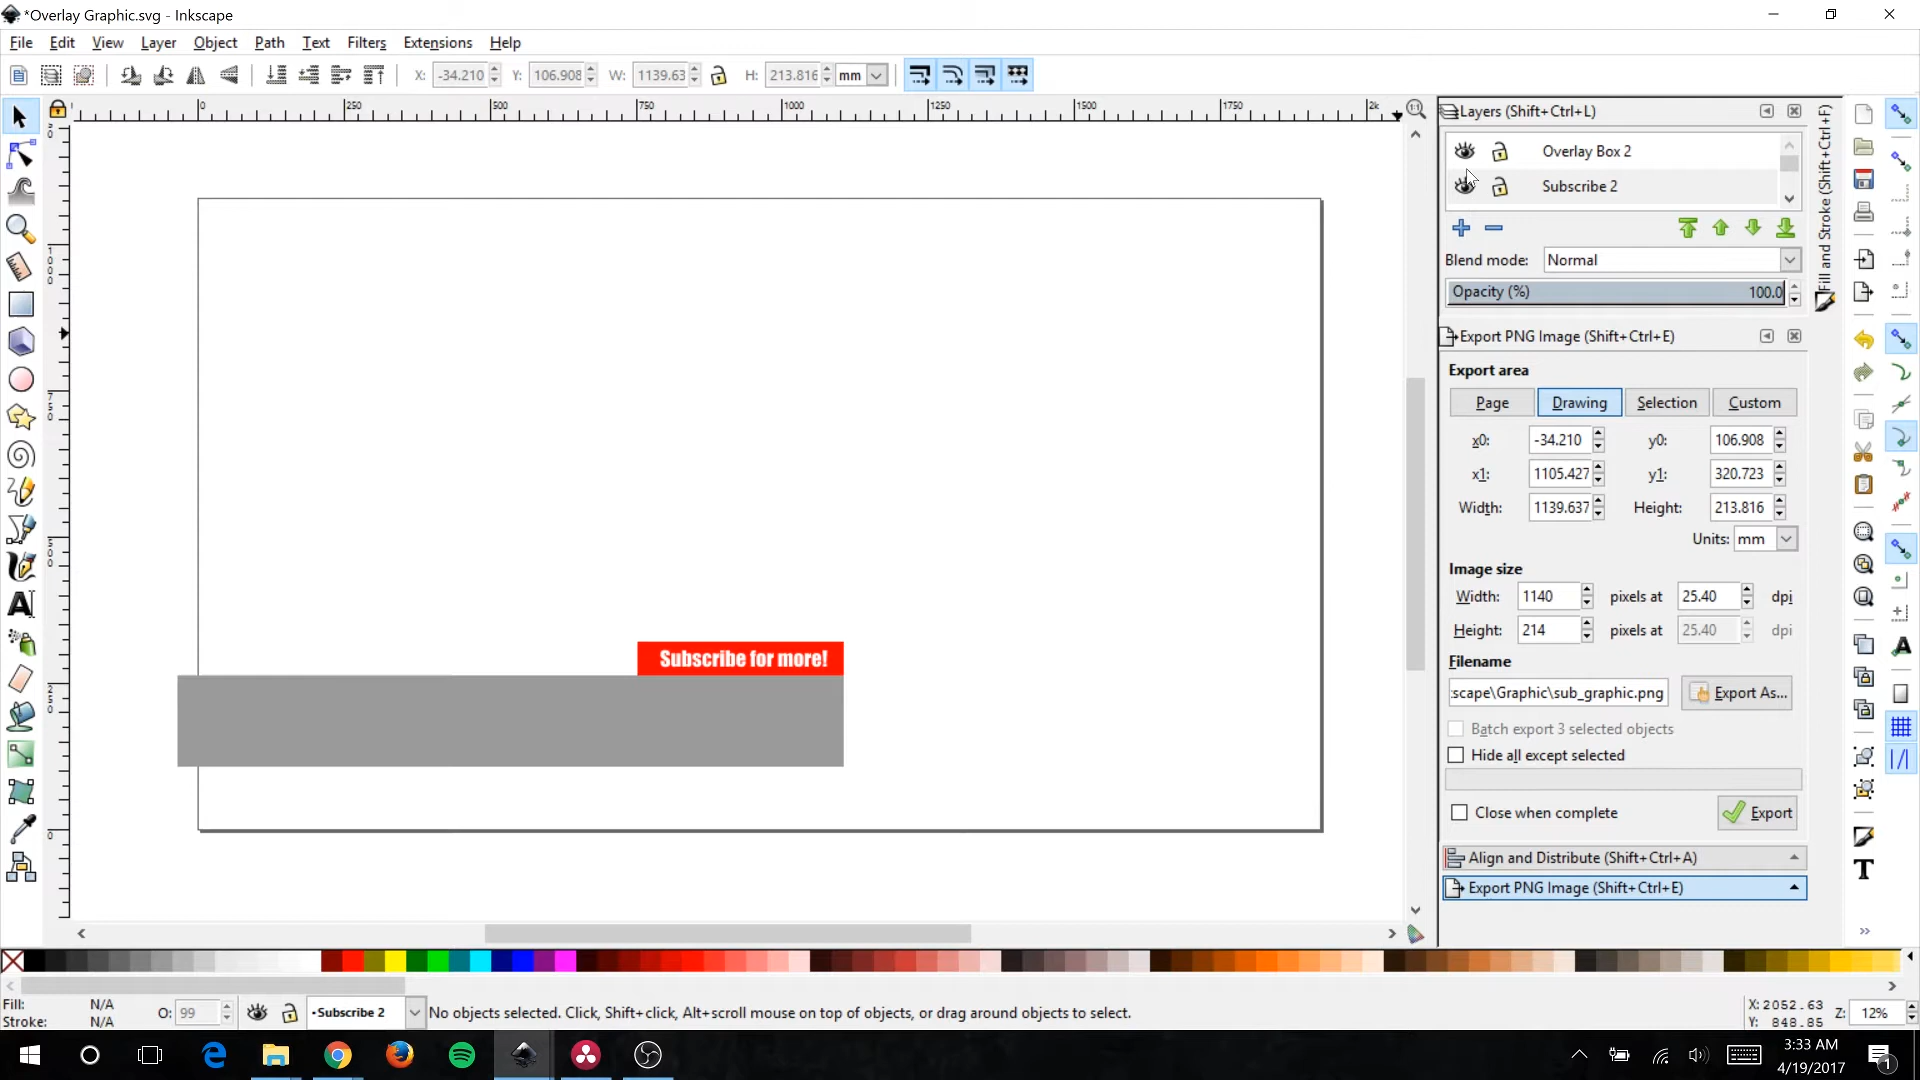 *Overlay Graphic.svg - Inkscape
File Edit View Layer Object Path Text Filters Extensions Help
X: -34.210 Y: 106.908 W: 1139.63 H: 213.816 mm
0 250 500 750 1000 1250 1500 1750 2k
Layers (Shift+Ctrl+L)
Overlay Box 2
Subscribe 2
Blend mode: Normal
Opacity (%) 100.0
Fill and Stroke (Shift+Ctrl+F)
Export PNG Image (Shift+Ctrl+E)
Export area
Page Drawing Selection Custom
x0: -34.210 y0: 106.908
x1: 1105.427 y1: 320.723
Width: 1139.637 Height: 213.816
Units: mm
Image size
Width: 1140 pixels at 25.40 dpi
Height: 214 pixels at 25.40 dpi
Filename
:scape\Graphic\sub_graphic.png Export As...
Batch export 3 selected objects
Hide all except selected
Close when complete Export
Align and Distribute (Shift+Ctrl+A)
Export PNG Image (Shift+Ctrl+E)
1000
750
500
250
0
Subscribe for more!
Fill: N/A
Stroke: N/A
O: 99
•Subscribe 2
No objects selected. Click, Shift+click, Alt+scroll mouse on top of objects, or drag around objects to select.
X: 2052.63
Y: 848.85
Z: 12%
3:33 AM
4/19/2017
1